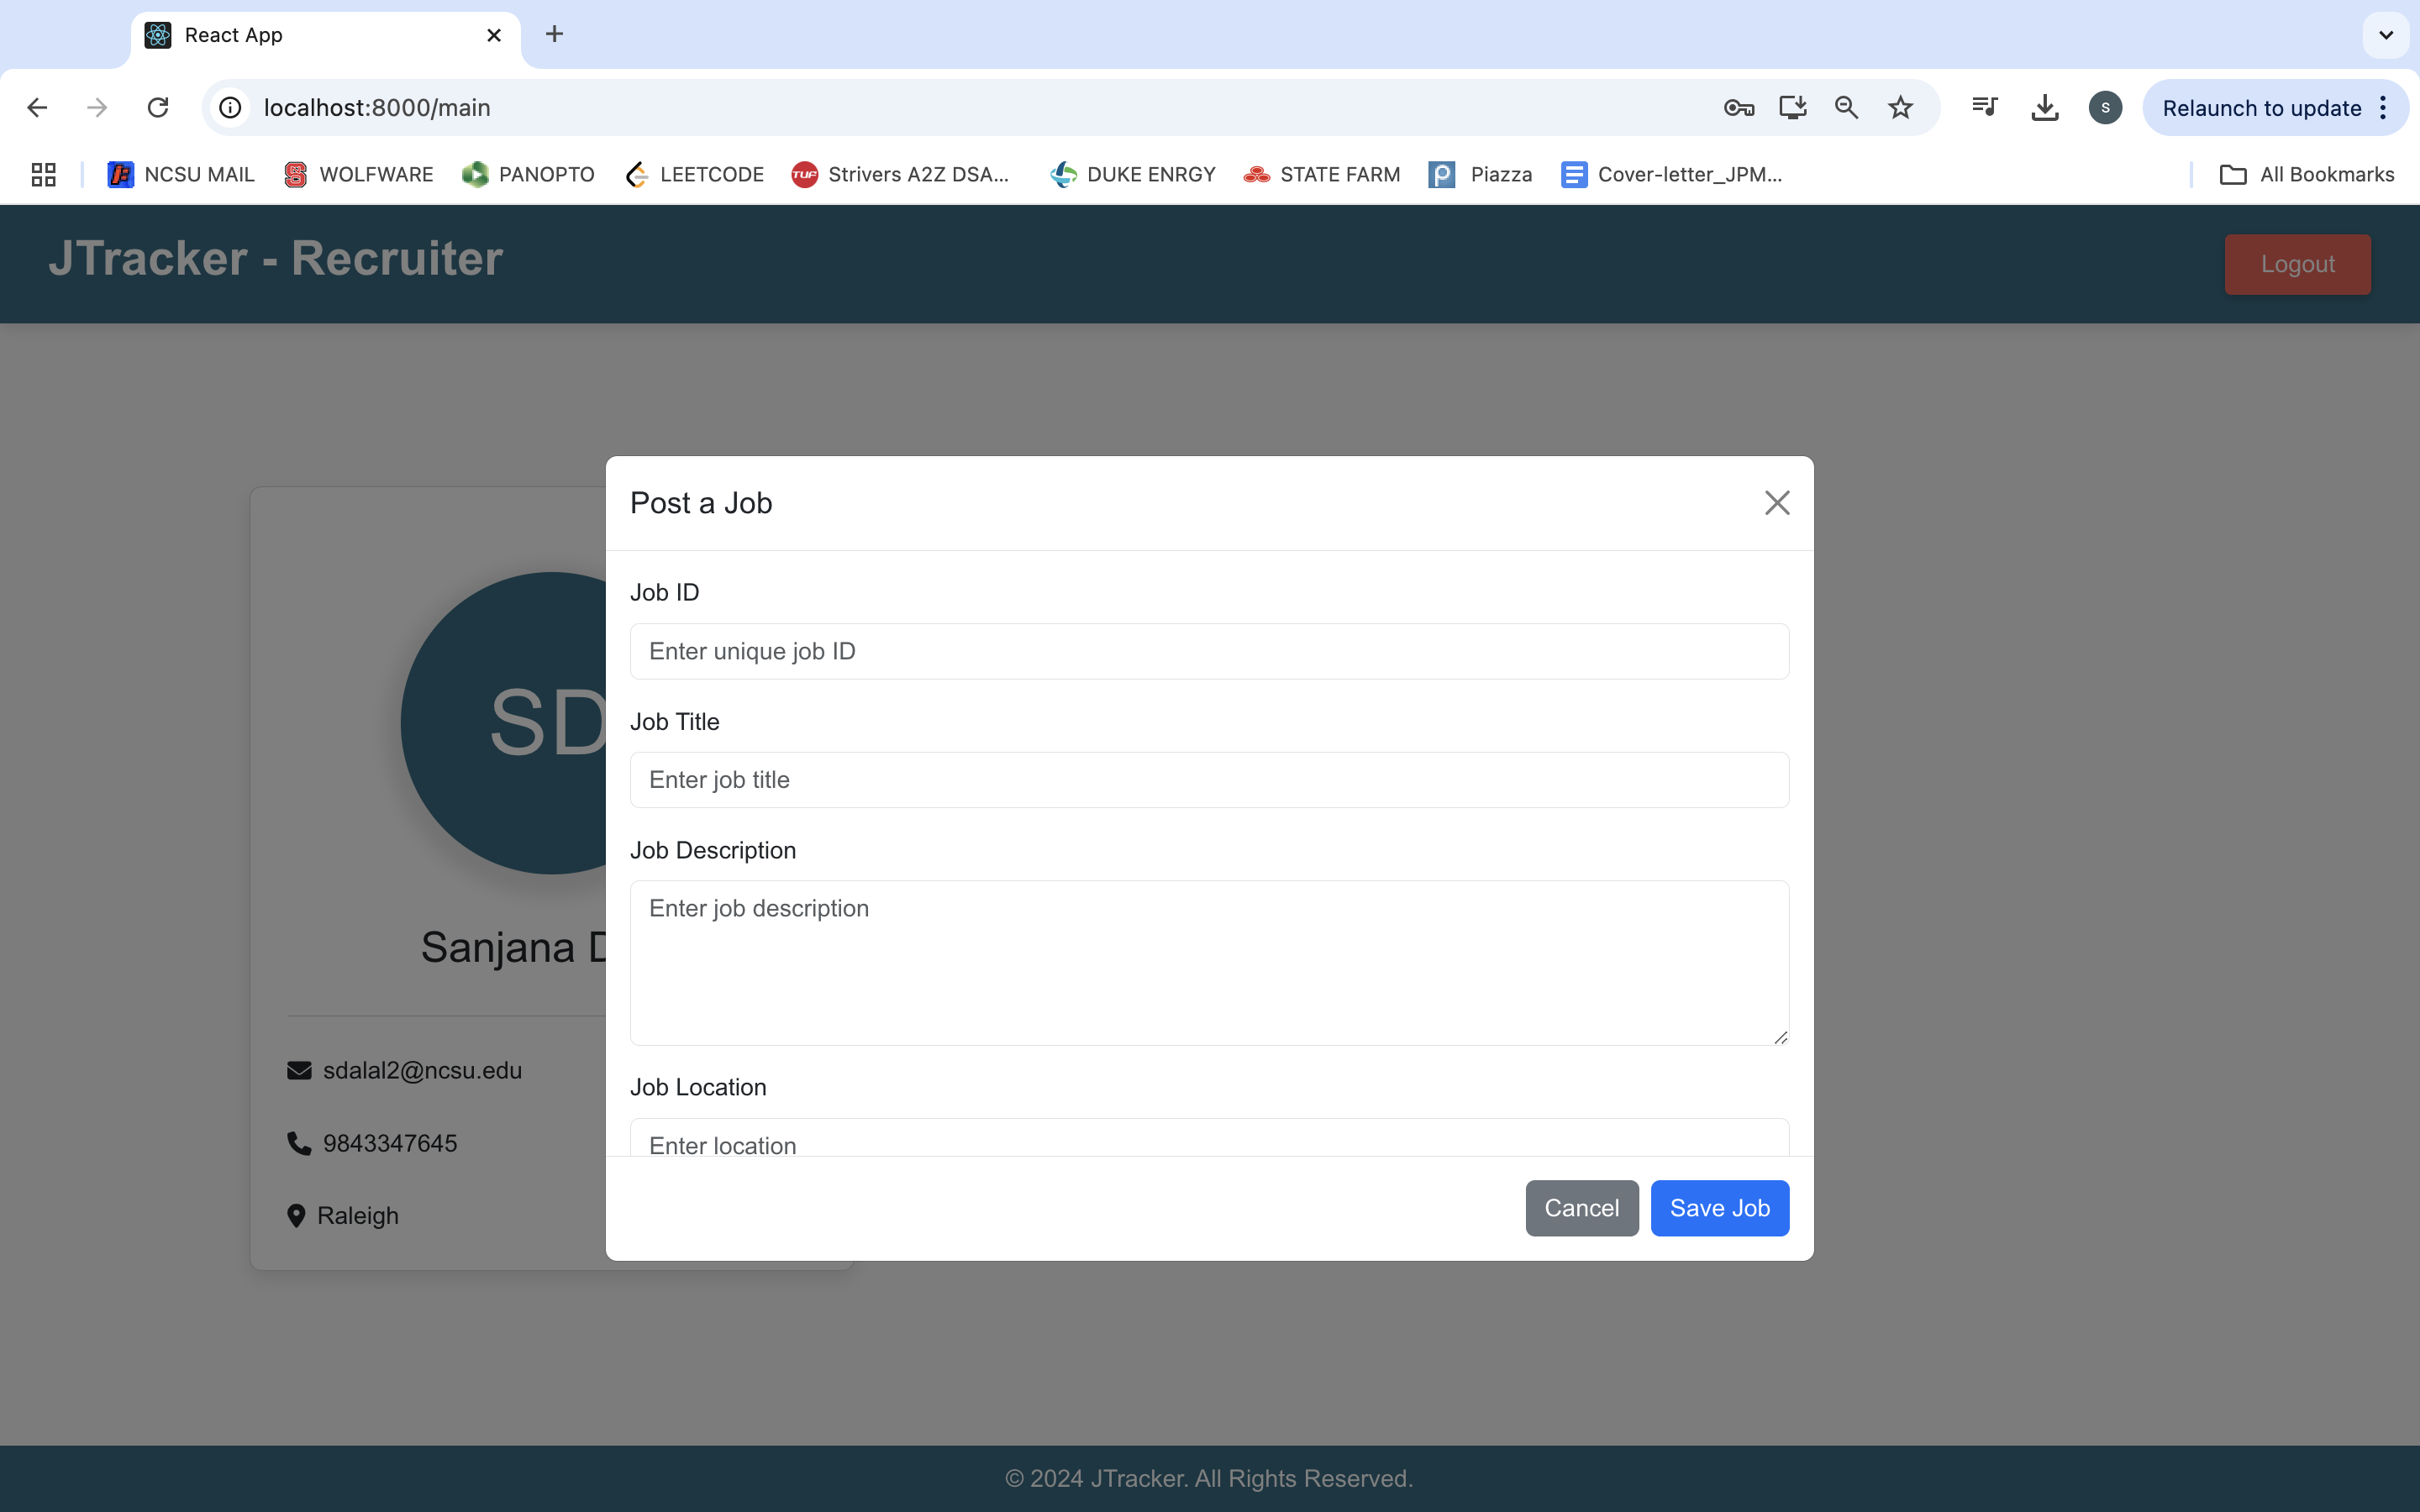 React App
localhost:8000/main
S
Relaunch to update
NCSU MAIL
WOLFWARE
PANOPTO
LEETCODE
TUF
Strivers A2Z DSA...
DUKE ENRGY
STATE FARM
Piazza
Cover-letter_JPM...
All Bookmarks
JTracker - Recruiter
Logout
Post a Job
Job ID
Enter unique job ID
Job Title
Enter job title
Job Description
Enter job description
Job Location
Enter location
Cancel
Save Job
SD
Sanjana
sdalal2@ncsu.edu
9843347645
Raleigh
© 2024 JTracker. All Rights Reserved.